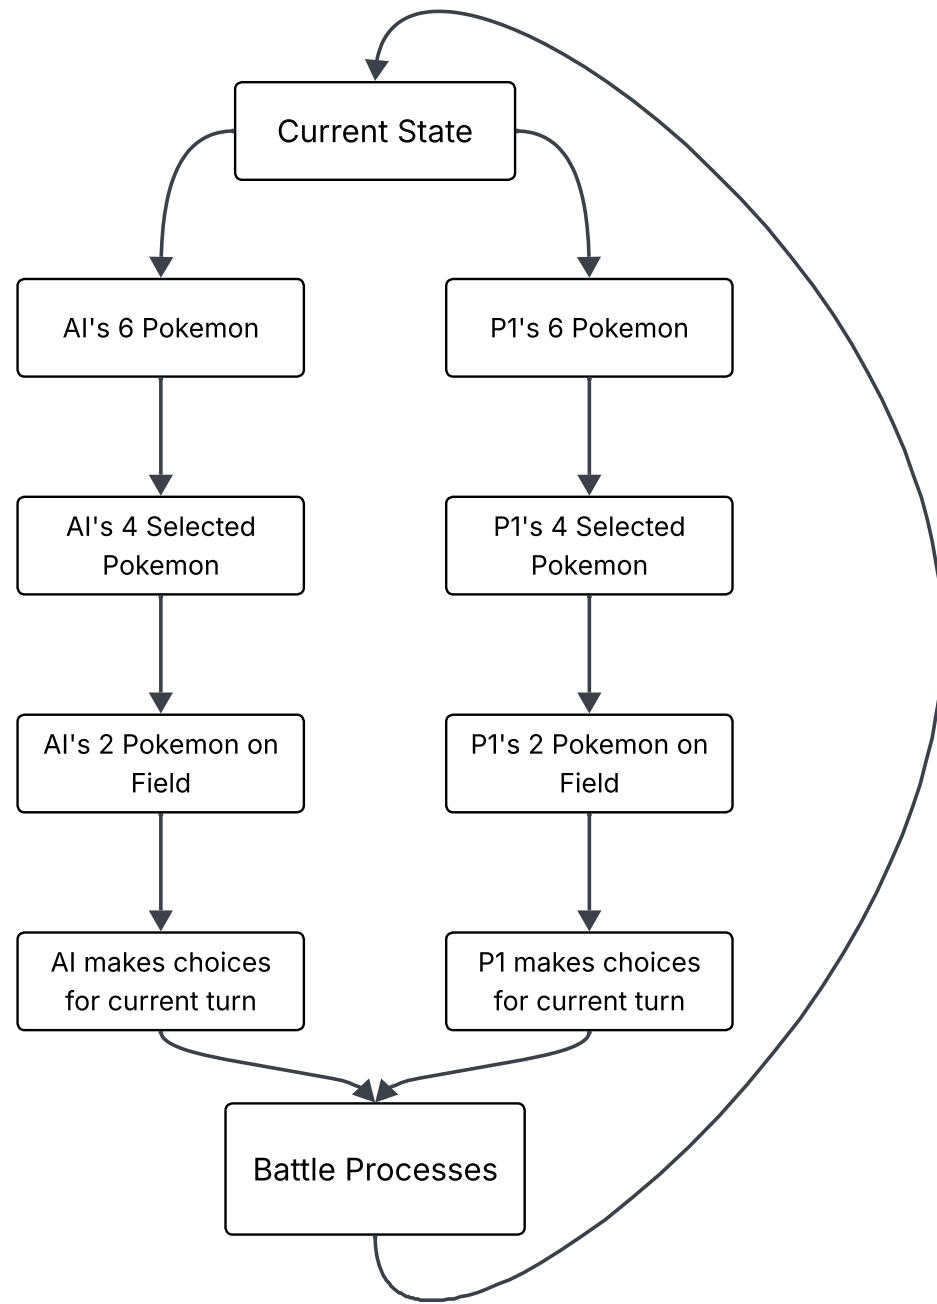 Current State
AI's 6 Pokemon
P1's 6 Pokemon
AI's 4 Selected
Pokemon
P1's 4 Selected
Pokemon
AI's 2 Pokemon on
Field
P1's 2 Pokemon on
Field
AI makes choices
for current turn
P1 makes choices
for current turn
Battle Processes